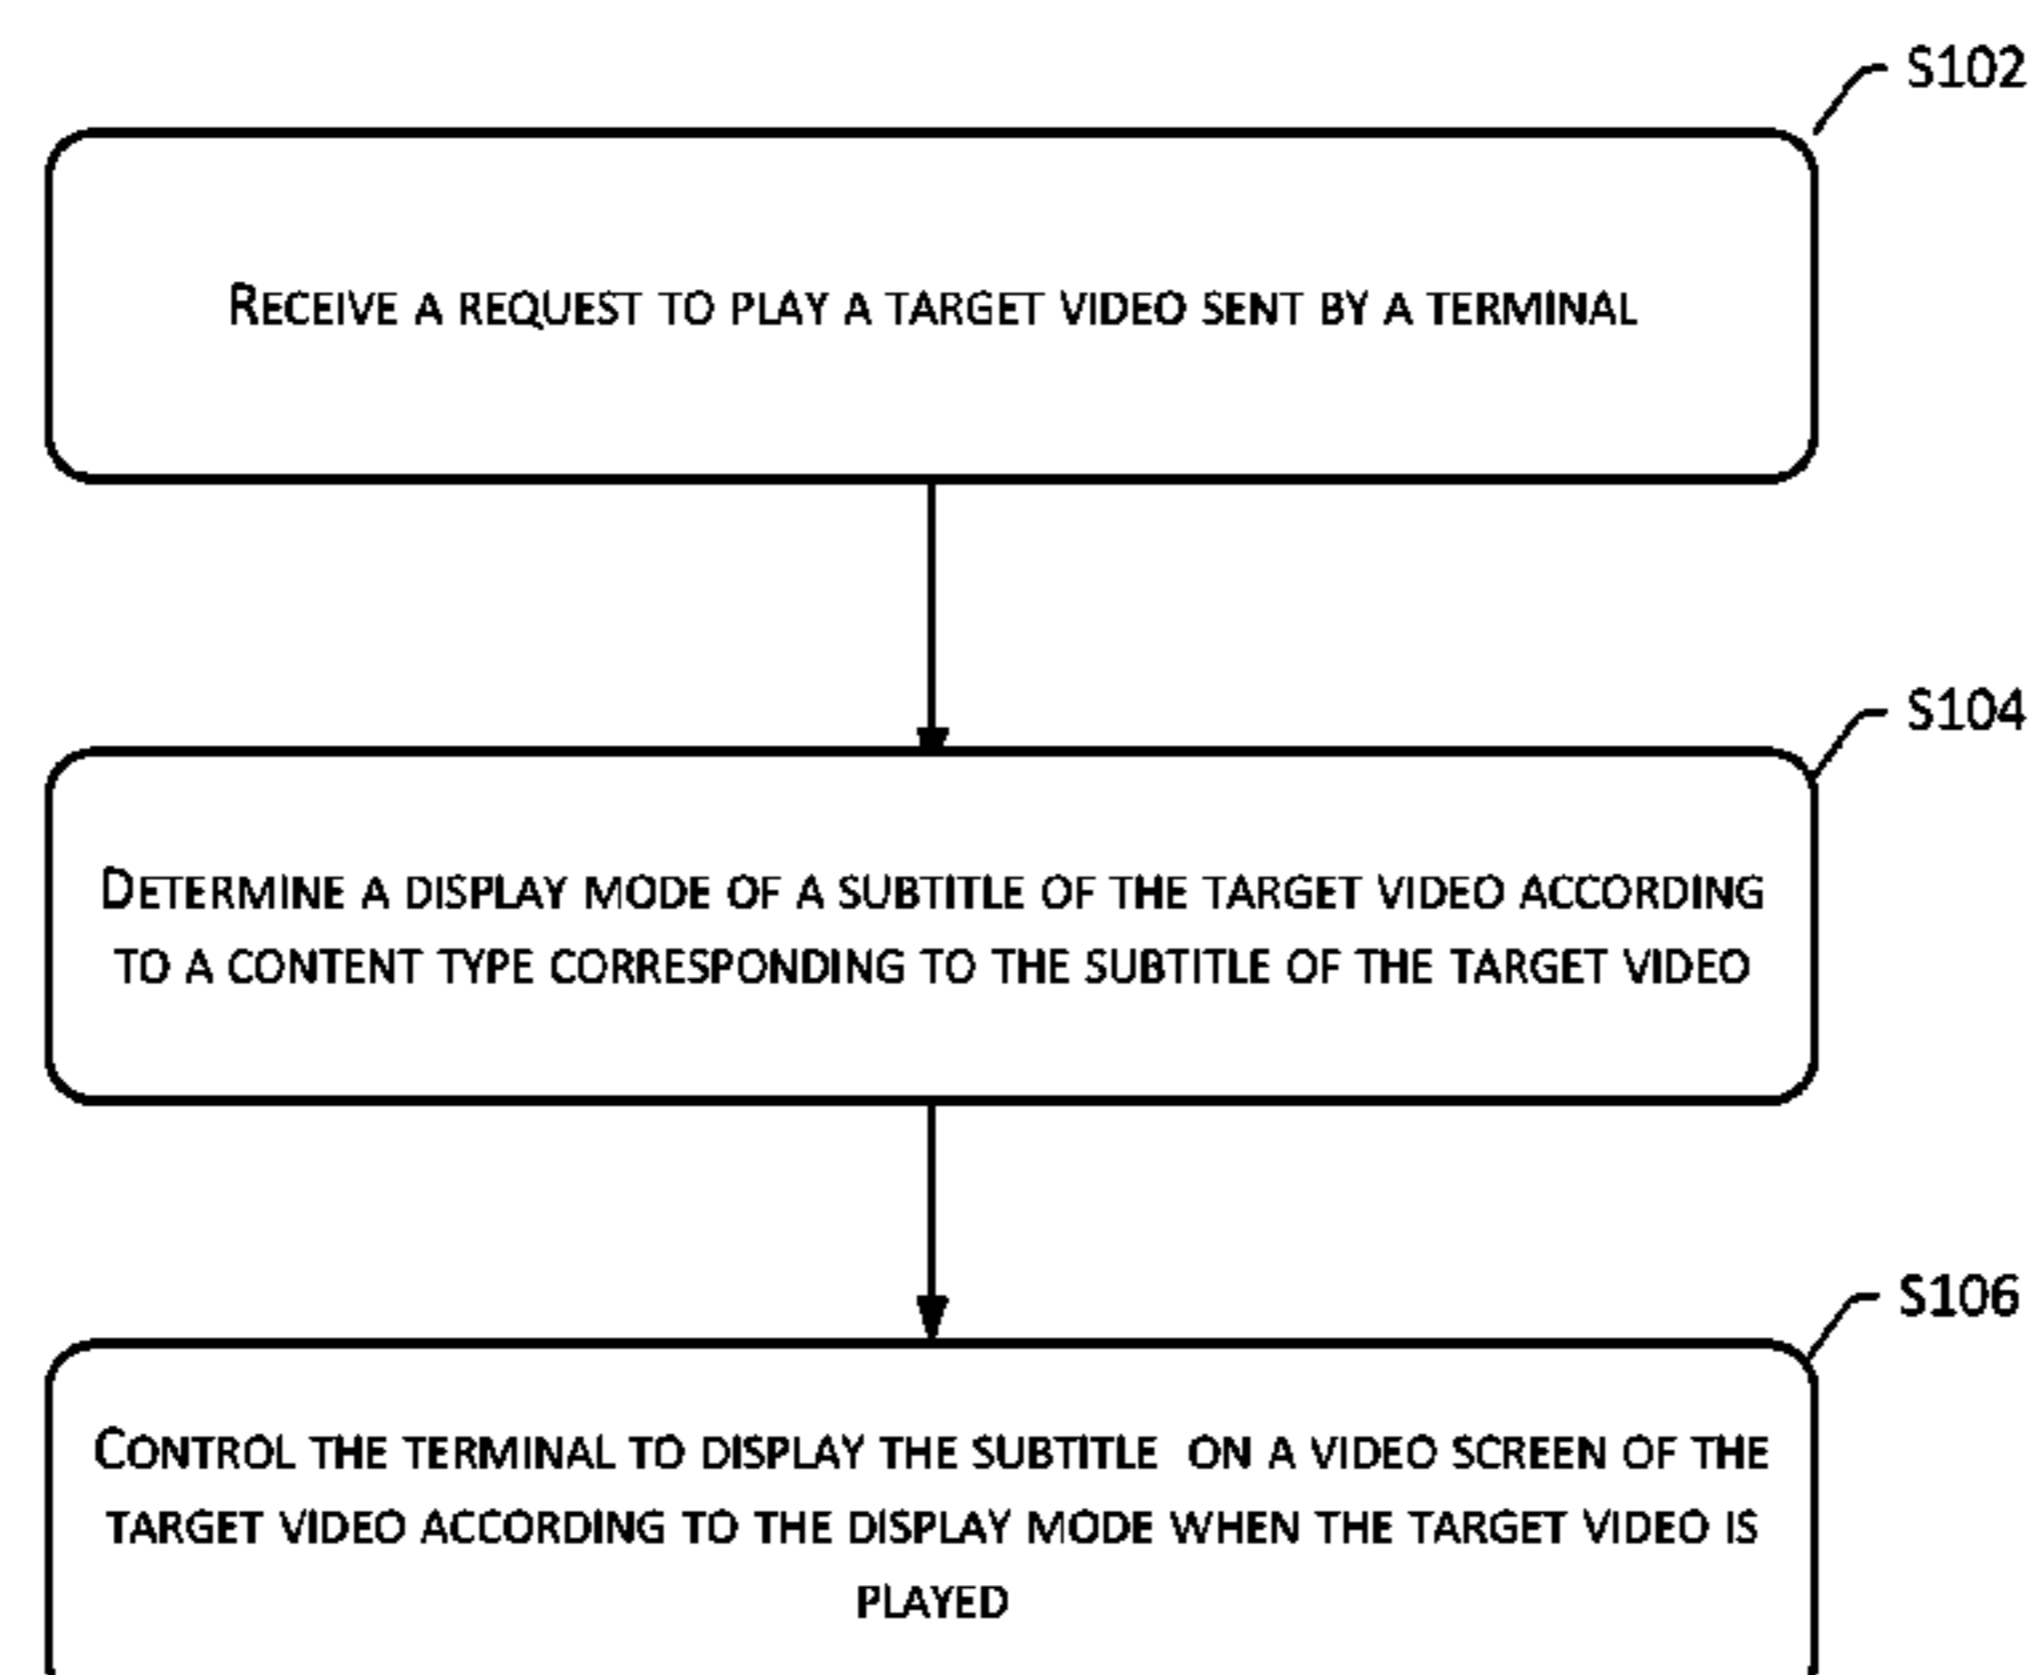 S102
RECEIVE A REQUEST TO PLAY A TARGET VIDEO SENT BY A TERMINAL
S104
DETERMINE A DISPLAY MODE OF A SUBTITLE OF THE TARGET VIDEO ACCORDING
TO A CONTENT TYPE CORRESPONDING TO THE SUBTITLE OF THE TARGET VIDEO
S106
CONTROL THE TERMINAL TO DISPLAY THE SUBTITLE ON A VIDEO SCREEN OF THE
TARGET VIDEO ACCORDING TO THE DISPLAY MODE WHEN THE TARGET VIDEO IS
PLAYED